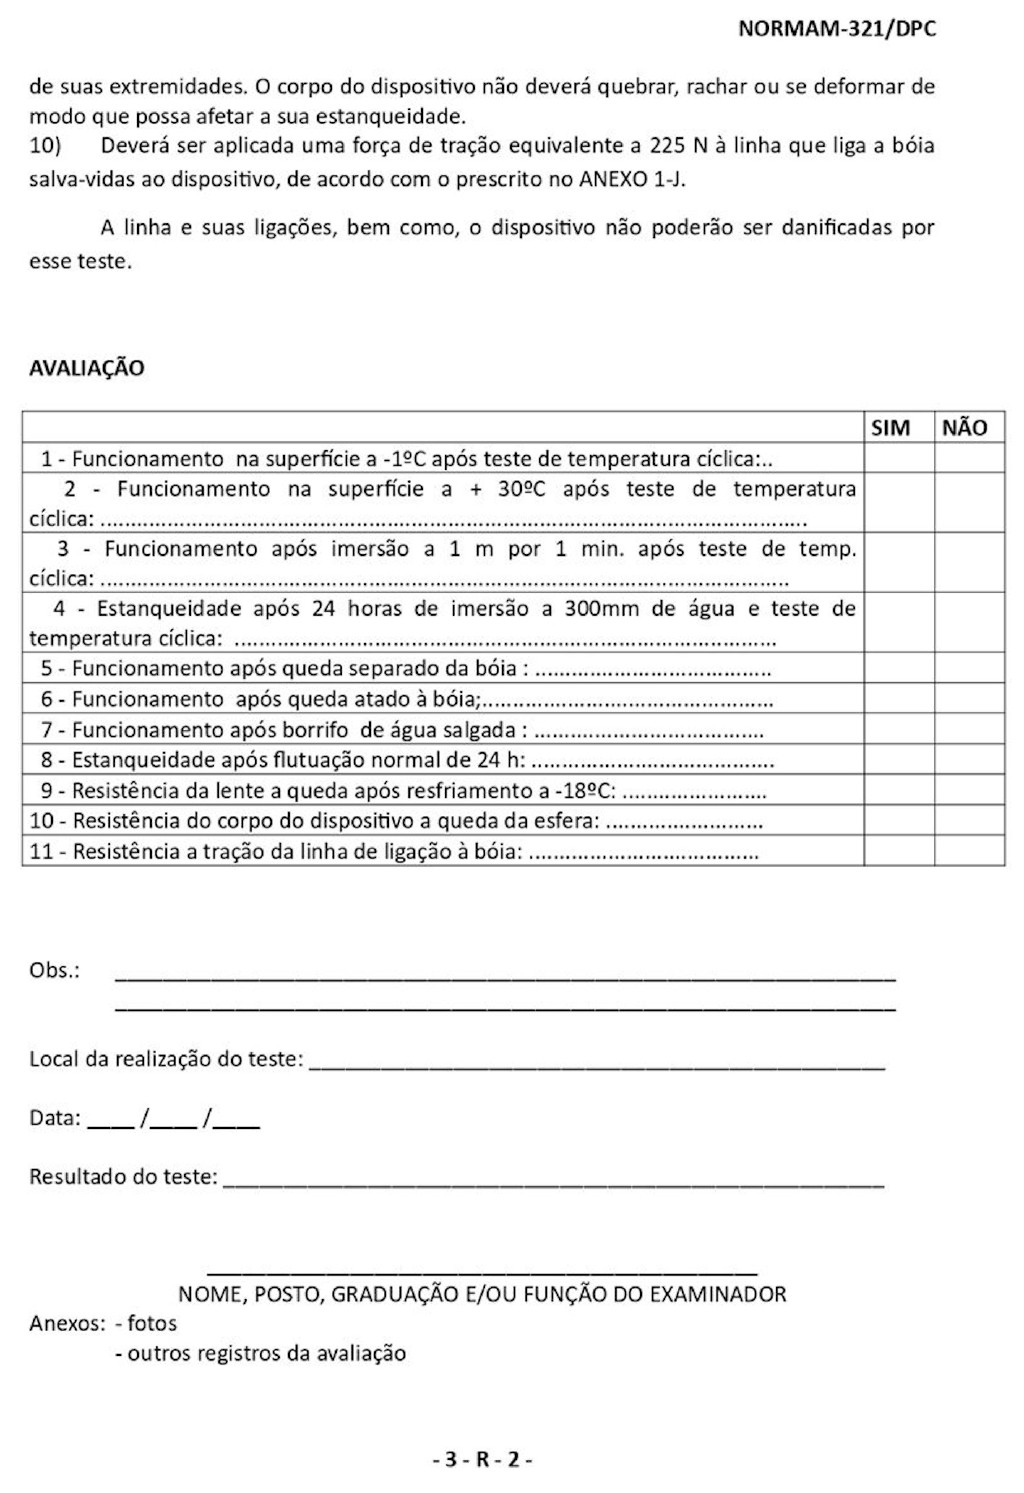 NORMAM-321/DPC
de suas extremidades. O corpo do dispositivo não deverá quebrar, rachar ou se deformar de
modo que possa afetar a sua estanqueidade.
10) Deverá ser aplicada uma força de tração equivalente a 225 N à linha que liga a bóia
salva-vidas ao dispositivo, de acordo com o prescrito no ANEXO 1-J.
A linha e suas ligações, bem como, o dispositivo não poderão ser danificadas por
esse teste.
AVALIAÇÃO
SIM NÃO
1 - Funcionamento na superfície a -1ºC após teste de temperatura cíclica:..
2 - Funcionamento na superfície a + 30ºC após teste de temperatura
cíclica: ....................................................................................................................
3 - Funcionamento após imersão a 1 m por 1 min. após teste de temp.
cíclica: .................................................................................................................
4 - Estanqueidade após 24 horas de imersão a 300mm de água e teste de
temperatura cíclica: .........................................................................................
5 - Funcionamento após queda separado da bóia : .......................................
6 - Funcionamento após queda atado à bóia;................................................
7 - Funcionamento após borrifo de água salgada : ......................................
8 - Estanqueidade após flutuação normal de 24 h: ........................................
9 - Resistência da lente a queda após resfriamento a -18ºC: ........................
10 - Resistência do corpo do dispositivo a queda da esfera: ..........................
11 - Resistência a tração da linha de ligação à bóia: ......................................
Obs.: ______________________________________________________________
______________________________________________________________
Local da realização do teste: ______________________________________________
Data: ____ /____ /____
Resultado do teste: _____________________________________________________
____________________________________________
NOME, POSTO, GRADUAÇÃO E/OU FUNÇÃO DO EXAMINADOR
Anexos: - fotos
- outros registros da avaliação
- 3 - R - 2 -